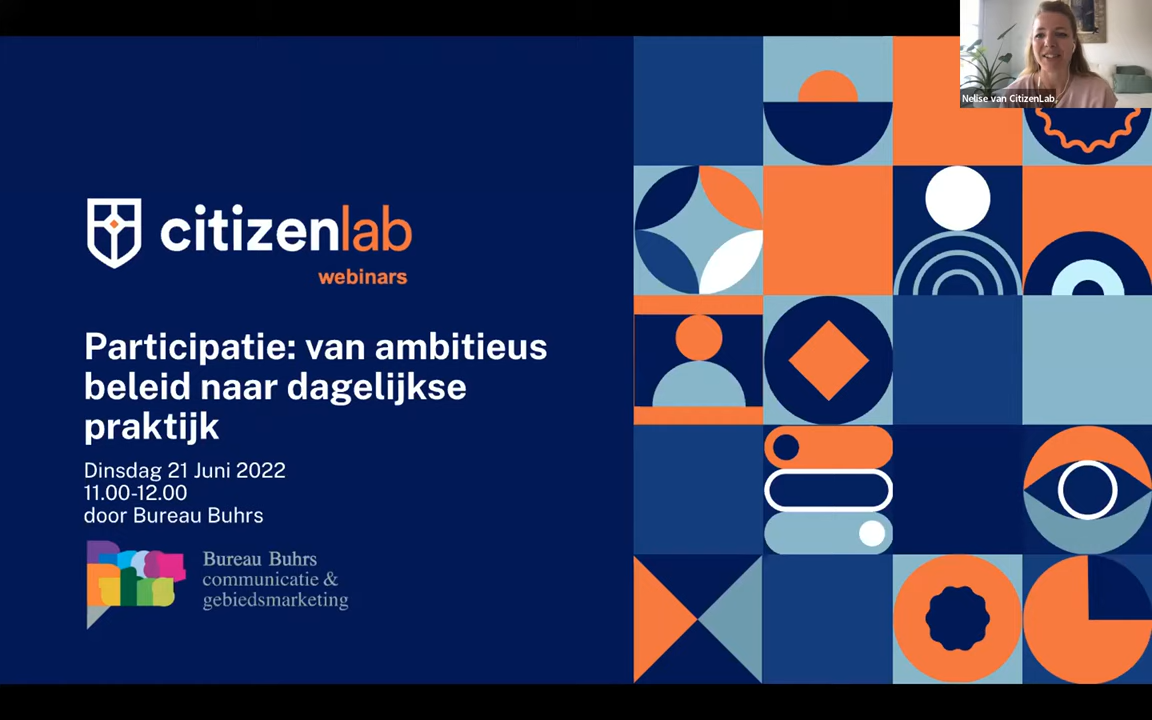 Nelise van CitizenLab,
citizenlab
webinars
Participatie: van ambitieus
beleid naar dagelijkse
praktijk
Dinsdag 21 Juni 2022
11.00-12.00
door Bureau Buhrs
Bureau Buhrs
communicatie &
gebiedsmarketing